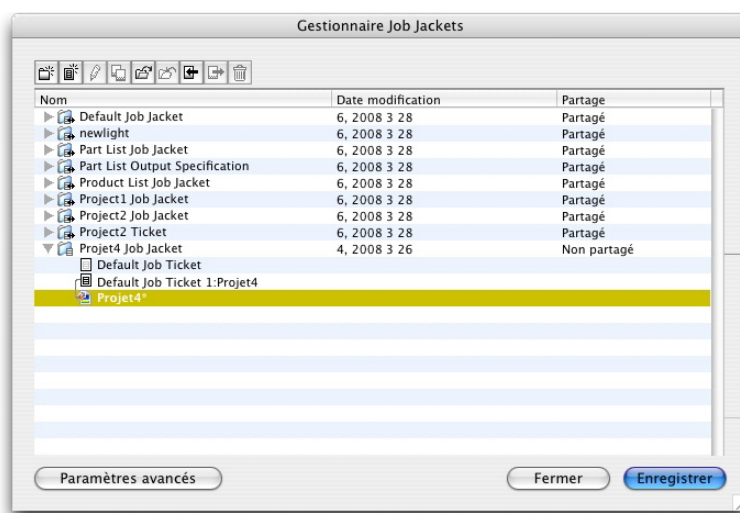 Gestionnaire Job Jackets
Nom Date modification Partage
Default Job Jacket 6, 2008 3 28 Partagé
newlight 6, 2008 3 28 Partagé
Part List Job Jacket 6, 2008 3 28 Partagé
Part List Output Specification 6, 2008 3 28 Partagé
Product List Job Jacket 6, 2008 3 28 Partagé
Project1 Job Jacket 6, 2008 3 28 Partagé
Project2 Job Jacket 6, 2008 3 28 Partagé
Project2 Ticket 6, 2008 3 28 Partagé
Projet4 Job Jacket 4, 2008 3 26 Non partagé
Default Job Ticket
Default Job Ticket 1:Projet4
Projet4*
Paramètres avancés Fermer Enregistrer